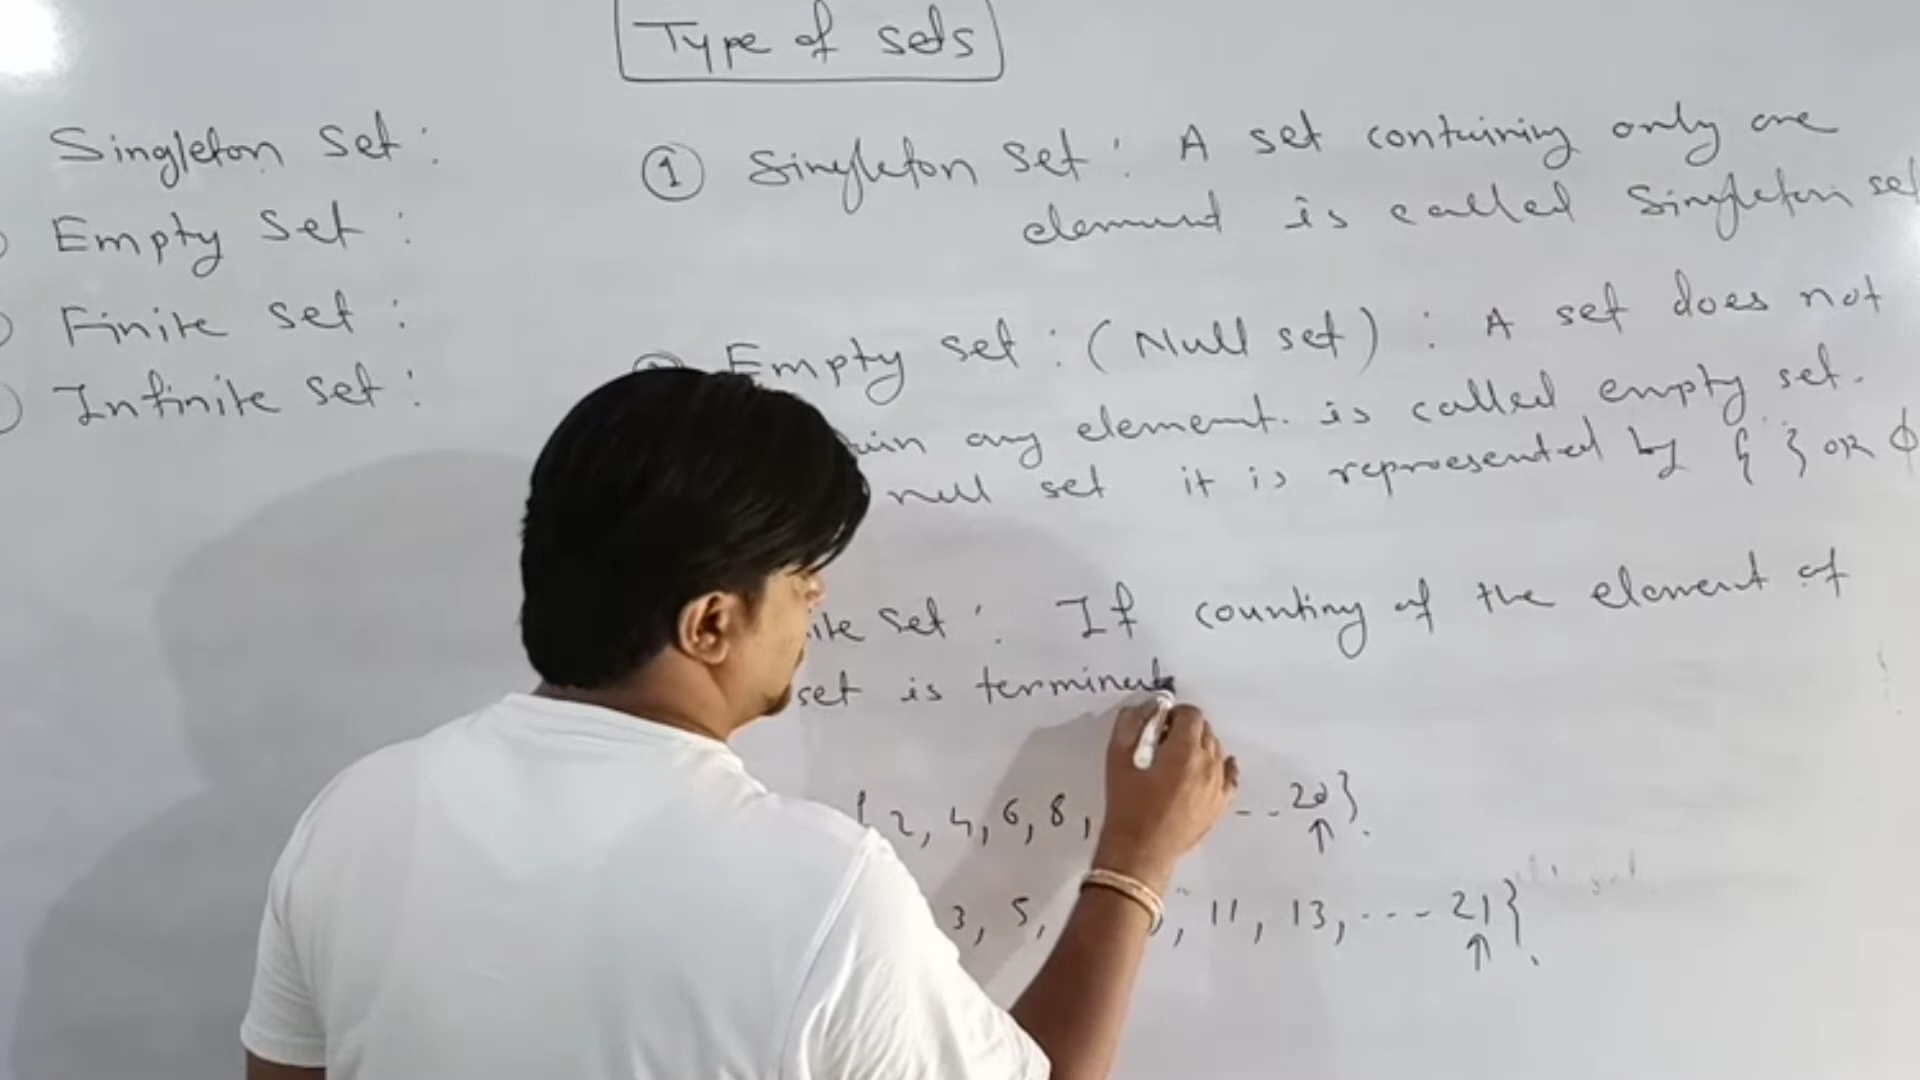 Type of sets
Singleton Set :
Empty Set :
Finite set :
Infinite set :
① Singleton set : A set containing only one
element is called Singleton set
Empty set : (Null set) : A set does not
any element. is called empty set.
null set it is represented by { } OR ϕ
set : If counting of the element of
set is terminate
{ 2, 4, 6, 8, - - 20}.
↑
3, 5, , 11, 13, - - - 21}.
↑